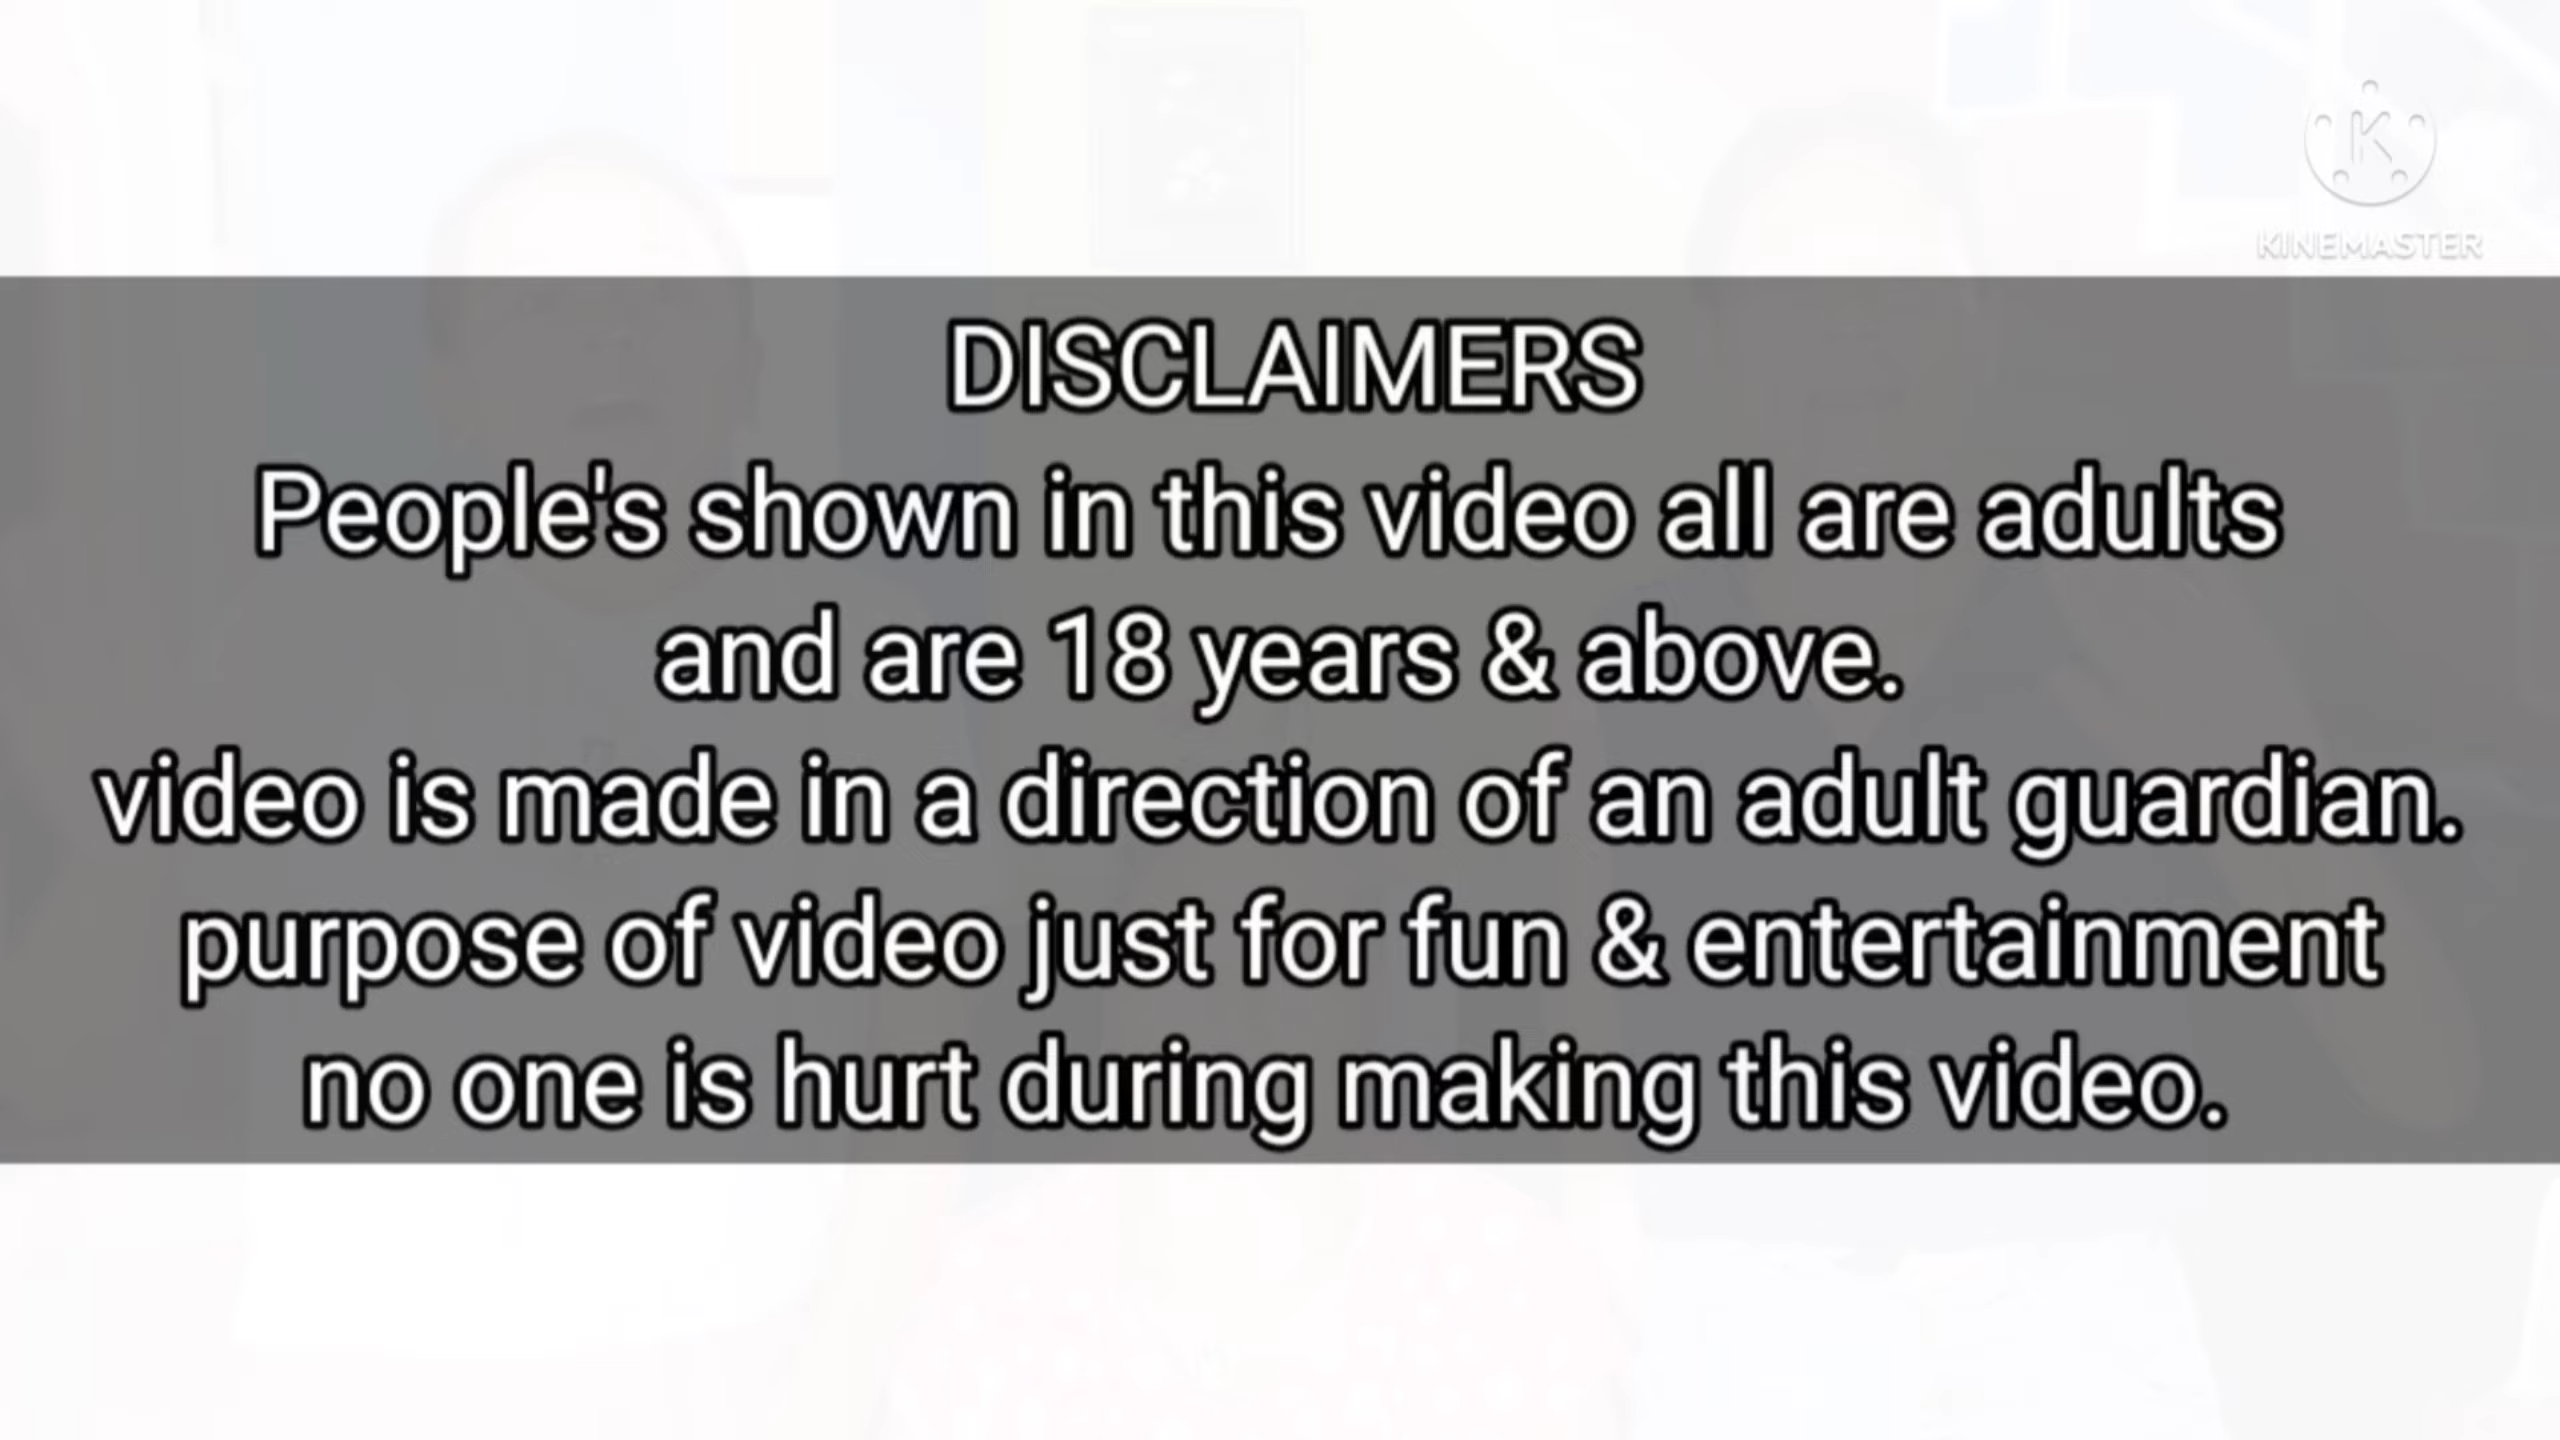 KINEMASTER
DISCLAIMERS
People's shown in this video all are adults
and are 18 years & above.
video is made in a direction of an adult guardian.
purpose of video just for fun & entertainment
no one is hurt during making this video.